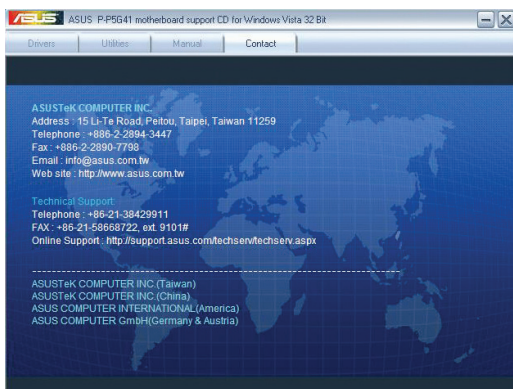 ASUS ASUS P-P5G41 motherboard support CD for Windows Vista 32 Bit
Drivers Utilities Manual Contact
ASUSTeK COMPUTER INC.
Address : 15 Li-Te Road, Peitou, Taipei, Taiwan 11259
Telephone : +886-2-2894-3447
Fax : +886-2-2890-7798
Email : info@asus.com.tw
Web site : http://www.asus.com.tw
Technical Support:
Telephone : +86-21-38429911
FAX : +86-21-58668722, ext. 9101#
Online Support : http://support.asus.com/techserv/techserv.aspx
ASUSTeK COMPUTER INC.(Taiwan)
ASUSTeK COMPUTER INC.(China)
ASUS COMPUTER INTERNATIONAL(America)
ASUS COMPUTER GmbH(Germany & Austria)